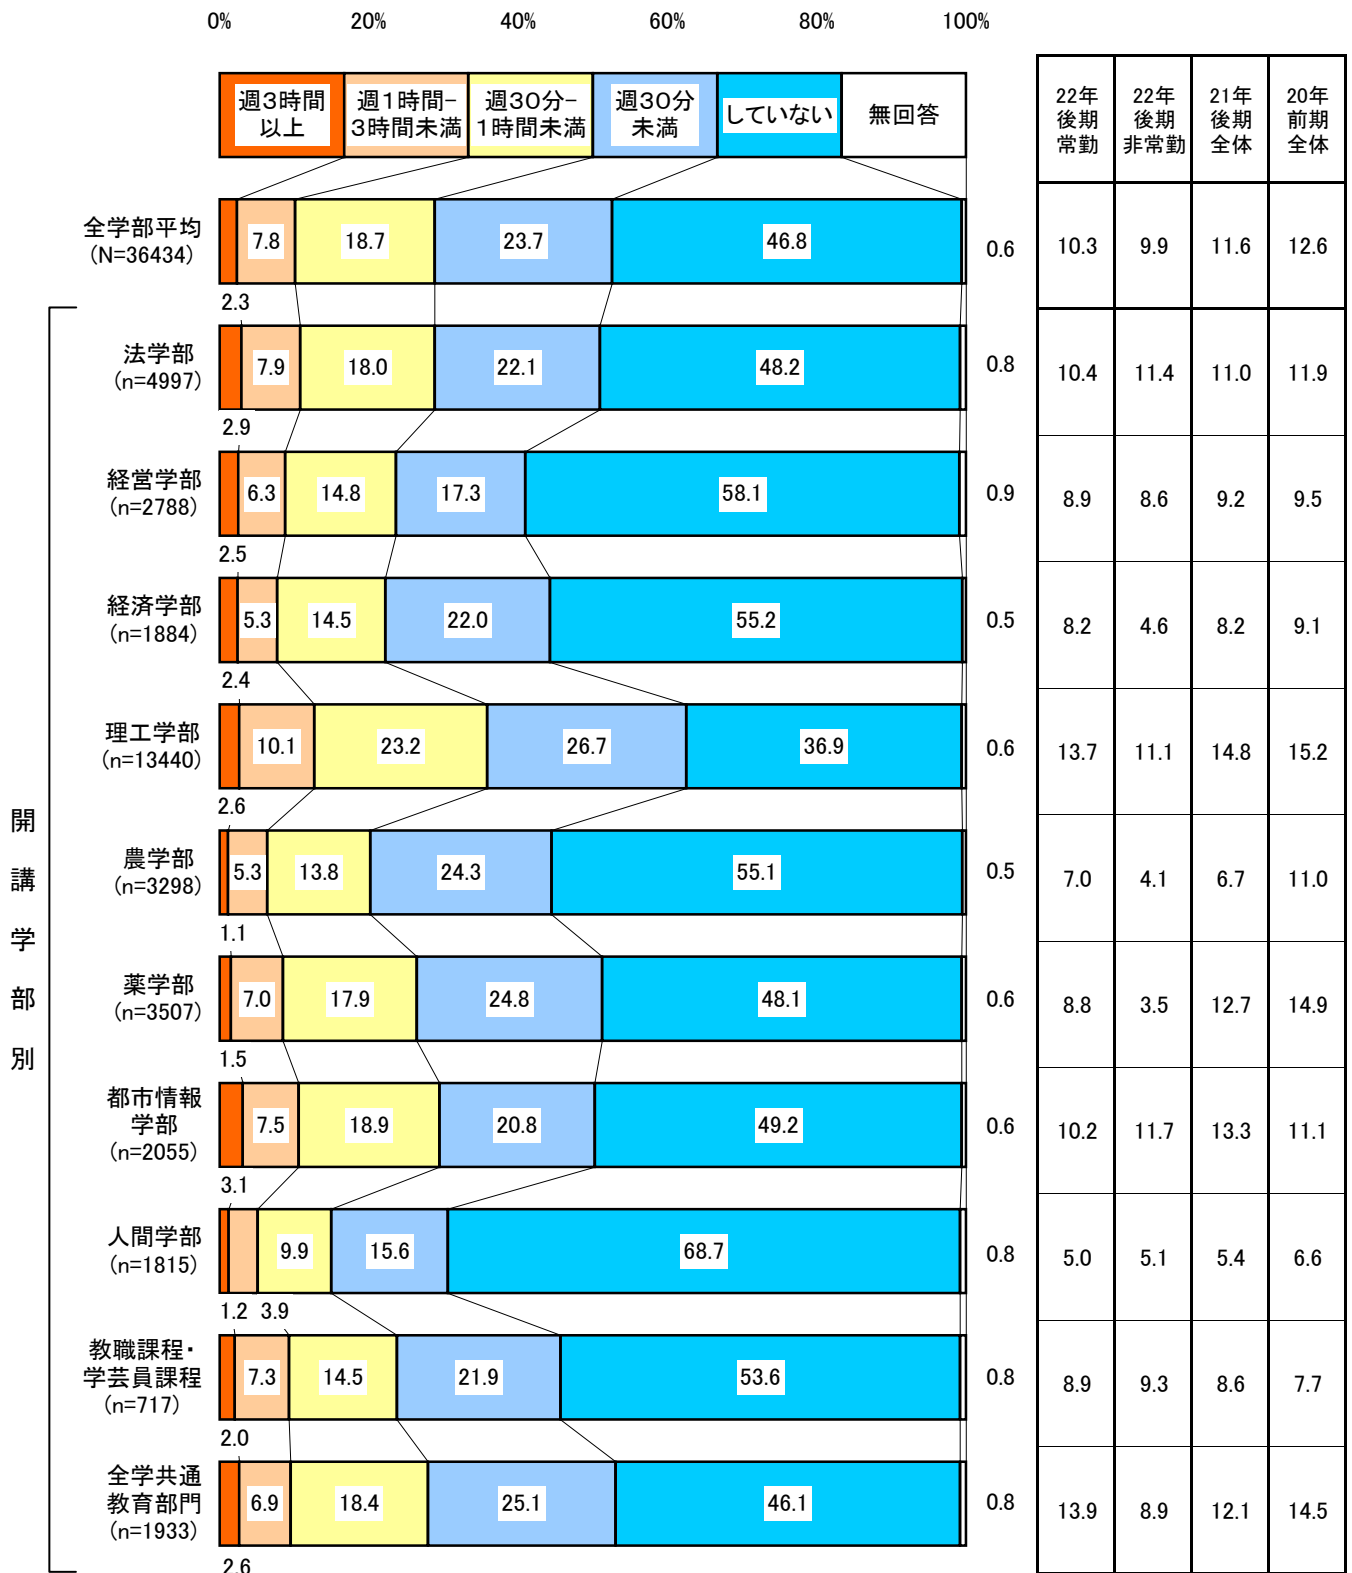 0% 20% 40% 60% 80% 100%
週3時間
以上
週1時間-
3時間未満
週30分-
1時間未満
週30分
未満
していない
無回答
22年
後期
常勤
22年
後期
非常勤
21年
後期
全体
20年
前期
全体
全学部平均
(N=36434)
7.8 18.7 23.7 46.8 0.6 10.3 9.9 11.6 12.6
2.3
開講学部別
法学部
(n=4997)
7.9 18.0 22.1 48.2 0.8 10.4 11.4 11.0 11.9
2.9
経営学部
(n=2788)
6.3 14.8 17.3 58.1 0.9 8.9 8.6 9.2 9.5
2.5
経済学部
(n=1884)
5.3 14.5 22.0 55.2 0.5 8.2 4.6 8.2 9.1
2.4
理工学部
(n=13440)
10.1 23.2 26.7 36.9 0.6 13.7 11.1 14.8 15.2
2.6
農学部
(n=3298)
5.3 13.8 24.3 55.1 0.5 7.0 4.1 6.7 11.0
1.1
薬学部
(n=3507)
7.0 17.9 24.8 48.1 0.6 8.8 3.5 12.7 14.9
1.5
都市情報
学部
(n=2055)
7.5 18.9 20.8 49.2 0.6 10.2 11.7 13.3 11.1
3.1
人間学部
(n=1815)
9.9 15.6 68.7 0.8 5.0 5.1 5.4 6.6
1.2 3.9
教職課程・
学芸員課程
(n=717)
7.3 14.5 21.9 53.6 0.8 8.9 9.3 8.6 7.7
2.0
全学共通
教育部門
(n=1933)
6.9 18.4 25.1 46.1 0.8 13.9 8.9 12.1 14.5
2.6